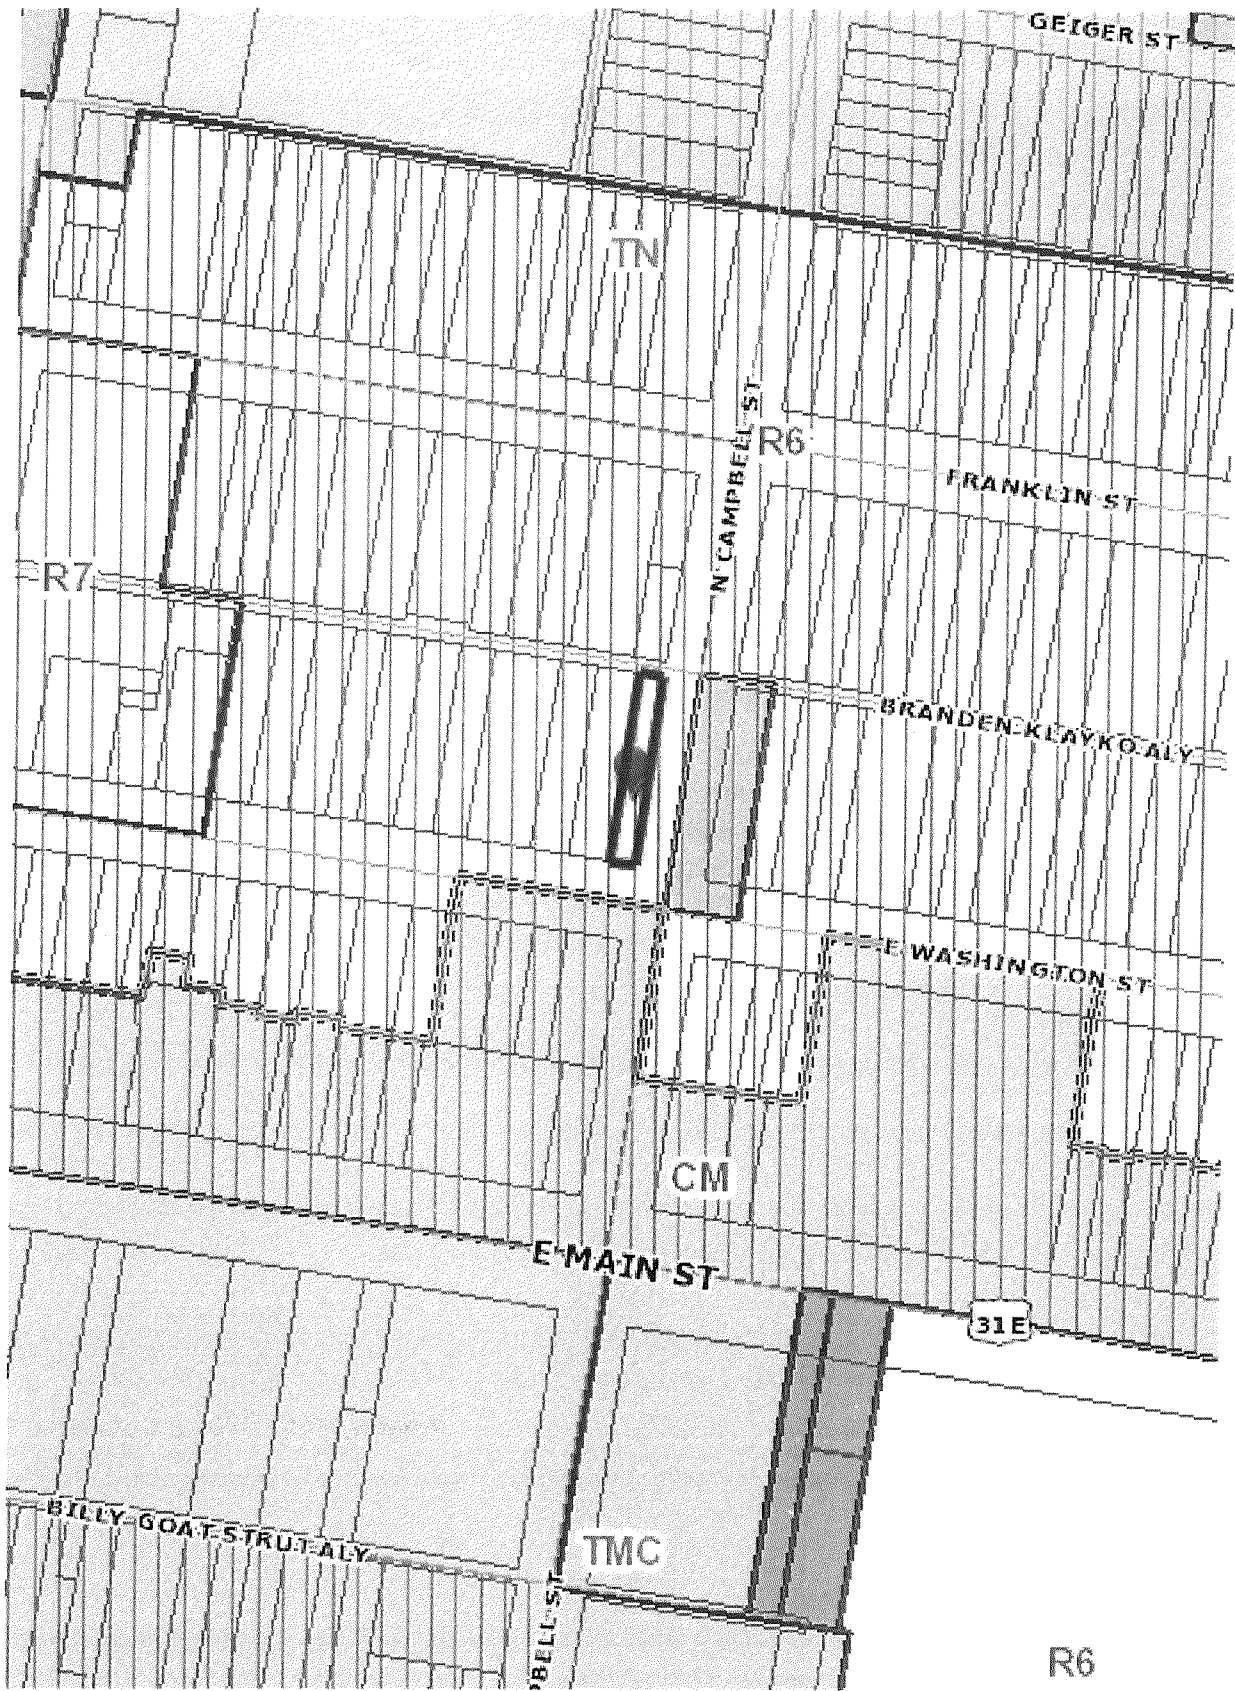 GEIGER ST
TN
N CAMPBELL ST
R6
FRANKLIN ST
R7
BRANDEN KLAYKO ALY
E WASHINGTON ST
CM
E MAIN ST
31E
BILLY GOAT STRUT ALY
TMC
PBELL ST
R6